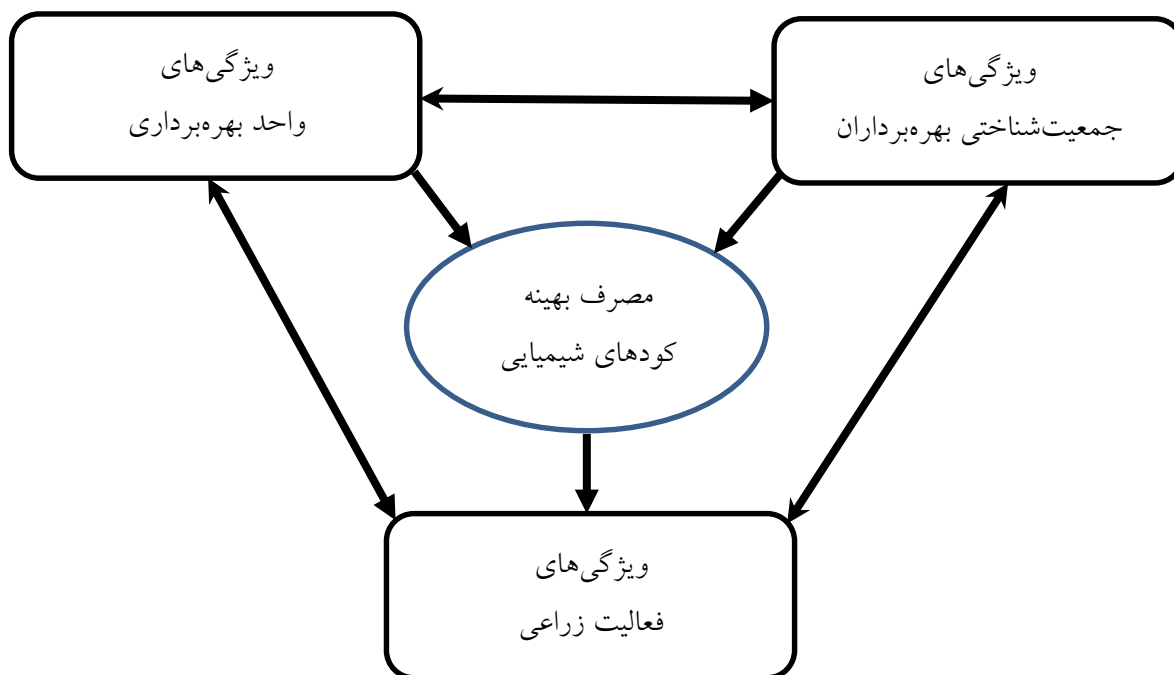 ویژگی‌های
جمعیت‌شناختی بهره‌برداران
ویژگی‌های
واحد بهره‌برداری
مصرف بهینه
کودهای شیمیایی
ویژگی‌های
فعالیت زراعی